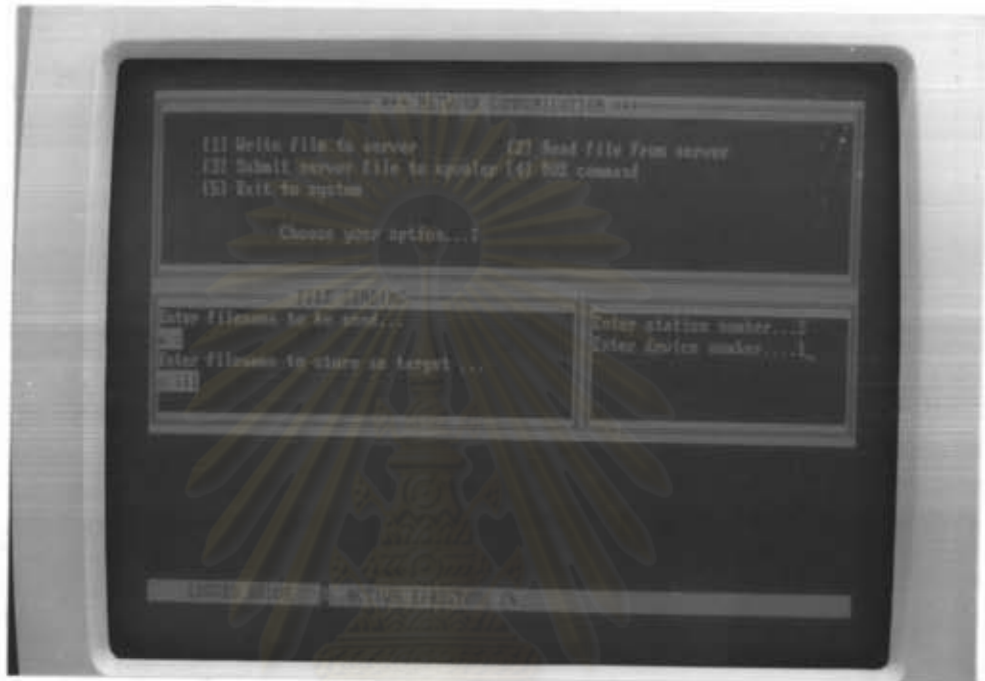 *** NETWORK COMMUNICATION ***
(1) Write file to server (2) Read file from server
(3) Submit server file to spooler (4) DOS command
(5) Exit to system
Choose your option...:
FILE SENDING
Enter filename to be send...
Enter filename to store on target ...
Enter station number...
Enter device number....